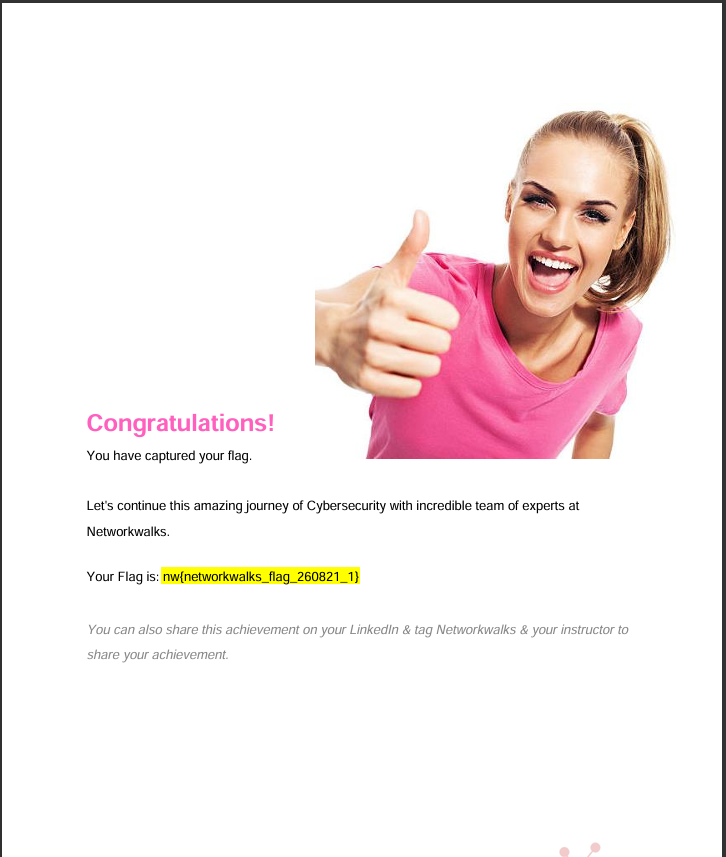 Congratulations!
You have captured your flag.
Let's continue this amazing journey of Cybersecurity with incredible team of experts at
Networkwalks.
Your Flag is: nw{networkwalks_flag_260821_1}
You can also share this achievement on your LinkedIn & tag Networkwalks & your instructor to
share your achievement.